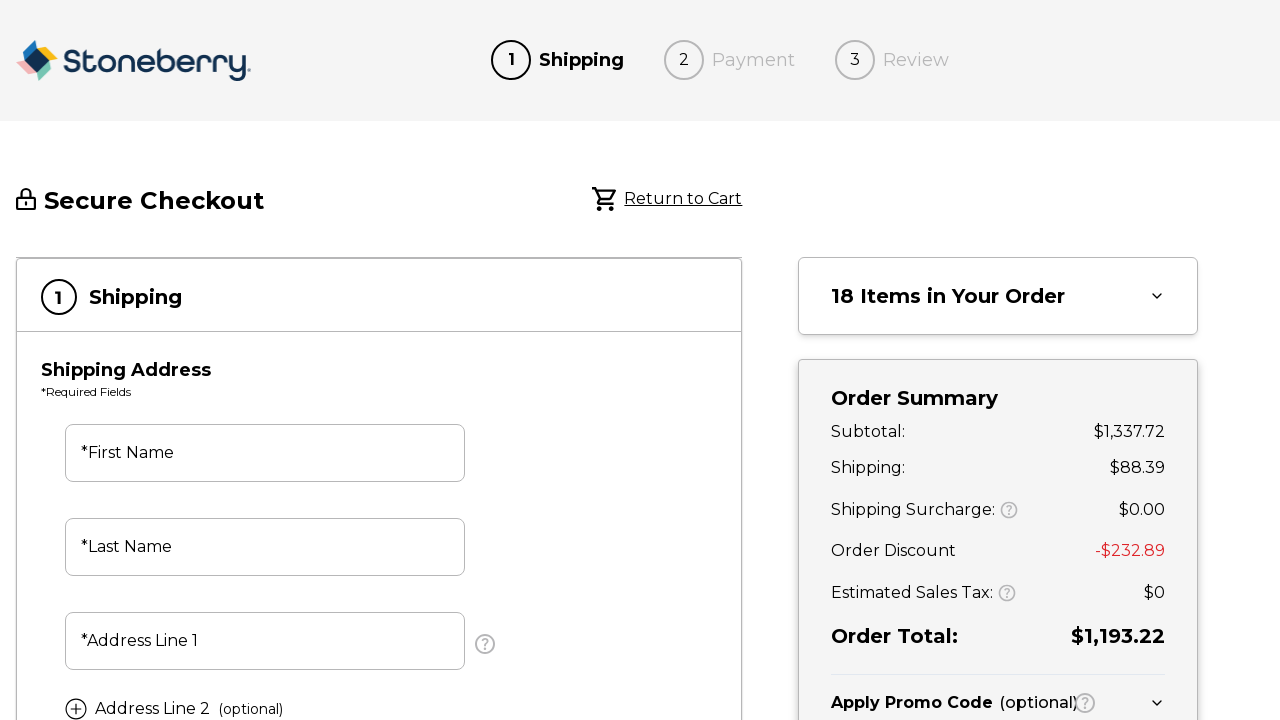 Stoneberry.
1 Shipping 2 Payment 3 Review
Secure Checkout
Return to Cart
1 Shipping
Shipping Address
*Required Fields
*First Name
*Last Name
*Address Line 1
?
Address Line 2 (optional)
18 Items in Your Order
Order Summary
Subtotal: $1,337.72
Shipping: $88.39
Shipping Surcharge: ? $0.00
Order Discount -$232.89
Estimated Sales Tax: ? $0
Order Total: $1,193.22
Apply Promo Code (optional) ?